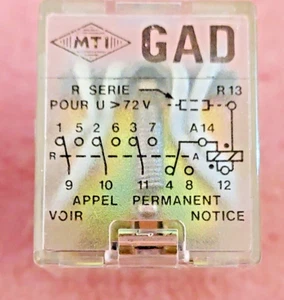 MTI GAD
R SERIE R13
POUR U > 72 V
1 5 2 6 3 7 A14
R A
9 10 11 4 8 12
APPEL PERMANENT
VOIR NOTICE